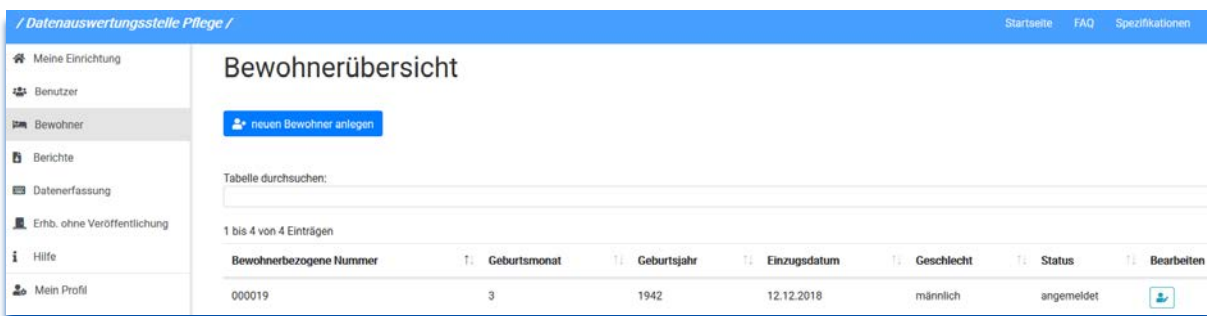 / Datenauswertungsstelle Pflege /
Startseite FAQ Spezifikationen
Meine Einrichtung
Benutzer
Bewohner
Berichte
Datenerfassung
Erhb. ohne Veröffentlichung
Hilfe
Mein Profil
Bewohnerübersicht
neuen Bewohner anlegen
Tabelle durchsuchen:
1 bis 4 von 4 Einträgen
Bewohnerbezogene Nummer Geburtsmonat Geburtsjahr Einzugsdatum Geschlecht Status Bearbeiten
000019 3 1942 12.12.2018 männlich angemeldet